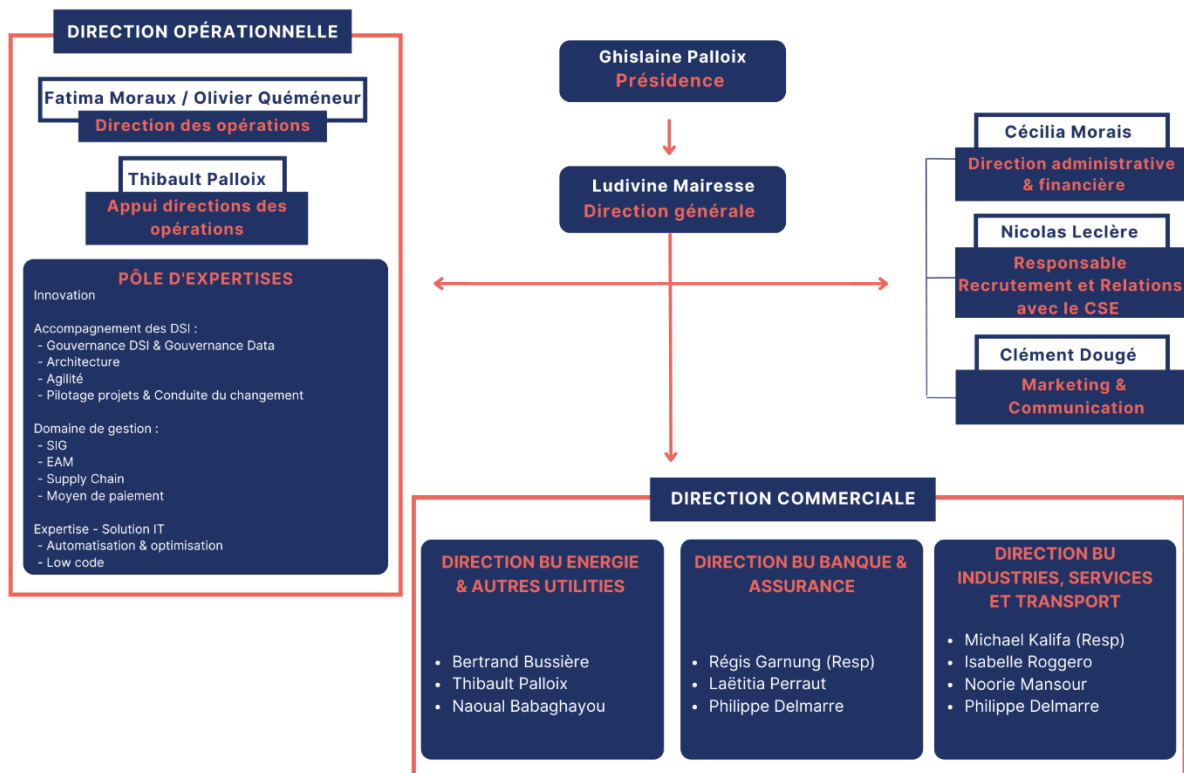 DIRECTION OPÉRATIONNELLE
Fatima Moraux / Olivier Quéméneur
Direction des opérations
Thibault Palloix
Appui directions des
opérations
PÔLE D'EXPERTISES
Innovation
Accompagnement des DSI :
- Gouvernance DSI & Gouvernance Data
- Architecture
- Agilité
- Pilotage projets & Conduite du changement
Domaine de gestion :
- SIG
- EAM
- Supply Chain
- Moyen de paiement
Expertise - Solution IT
- Automatisation & optimisation
- Low code
Ghislaine Palloix
Présidence
Ludivine Mairesse
Direction générale
Cécilia Morais
Direction administrative
& financière
Nicolas Leclère
Responsable
Recrutement et Relations
avec le CSE
Clément Dougé
Marketing &
Communication
DIRECTION COMMERCIALE
DIRECTION BU ENERGIE
& AUTRES UTILITIES
• Bertrand Bussière
• Thibault Palloix
• Naoual Babaghayou
DIRECTION BU BANQUE &
ASSURANCE
• Régis Garnung (Resp)
• Laëtitia Perraut
• Philippe Delmarre
DIRECTION BU
INDUSTRIES, SERVICES
ET TRANSPORT
• Michael Kalifa (Resp)
• Isabelle Roggero
• Noorie Mansour
• Philippe Delmarre